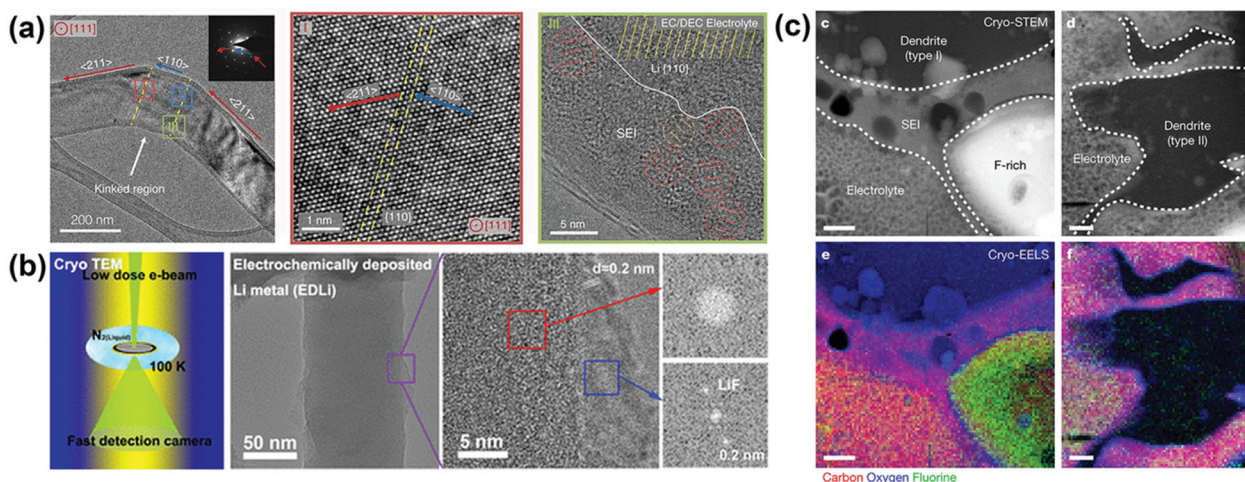 (a)
[111]
<211>
<110>
<211>
III
Kinked region
200 nm
I
<211>
<110>
{110}
1 nm
[111]
III
EC/DEC Electrolyte
Li {110}
SEI
5 nm
(b)
Cryo TEM
Low dose e-beam
N2(Liquid)
100 K
Fast detection camera
Electrochemically deposited
Li metal (EDLi)
50 nm
d=0.2 nm
5 nm
LiF
0.2 nm
(c)
c
Cryo-STEM
Dendrite
(type I)
SEI
Electrolyte
F-rich
d
Dendrite
(type II)
Electrolyte
e
Cryo-EELS
f
Carbon Oxygen Fluorine